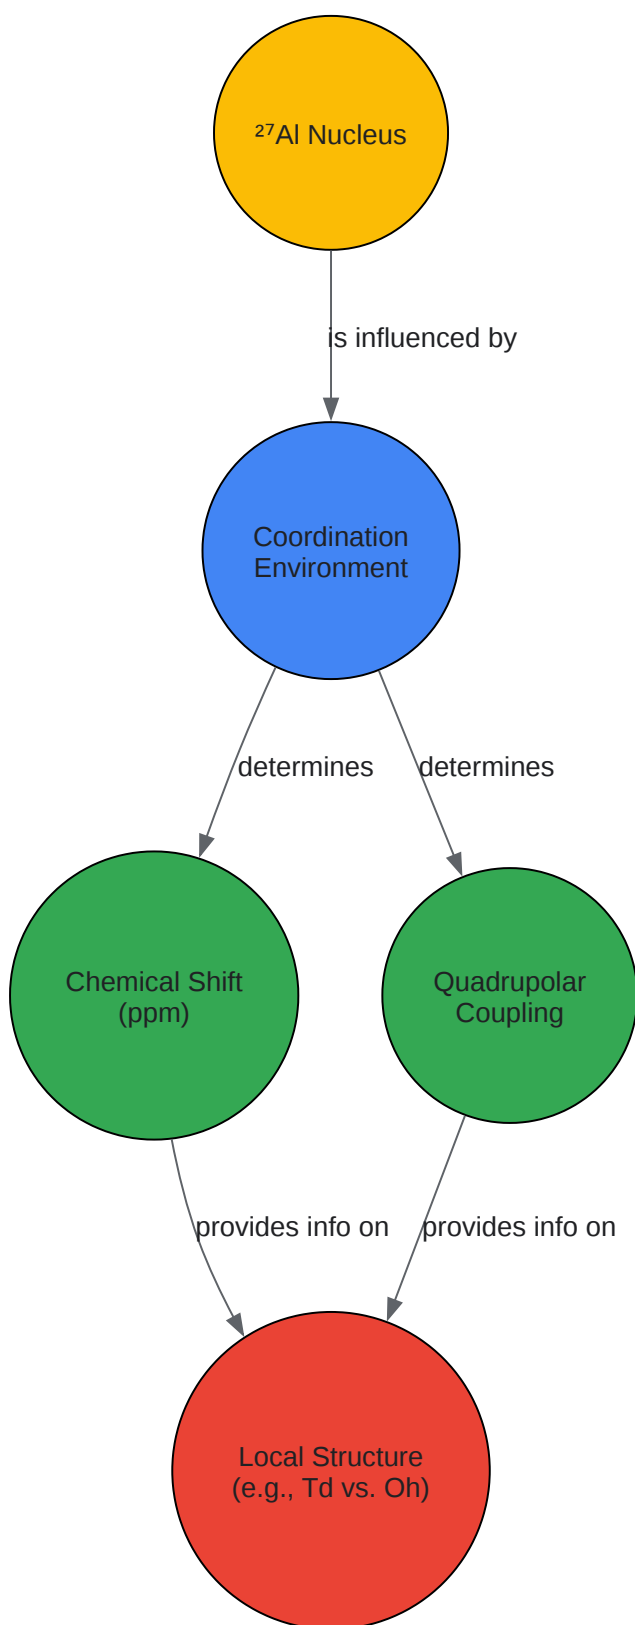 ²⁷Al Nucleus
is influenced by
Coordination
Environment
determines
determines
Chemical Shift
(ppm)
Quadrupolar
Coupling
provides info on
provides info on
Local Structure
(e.g., Td vs. Oh)